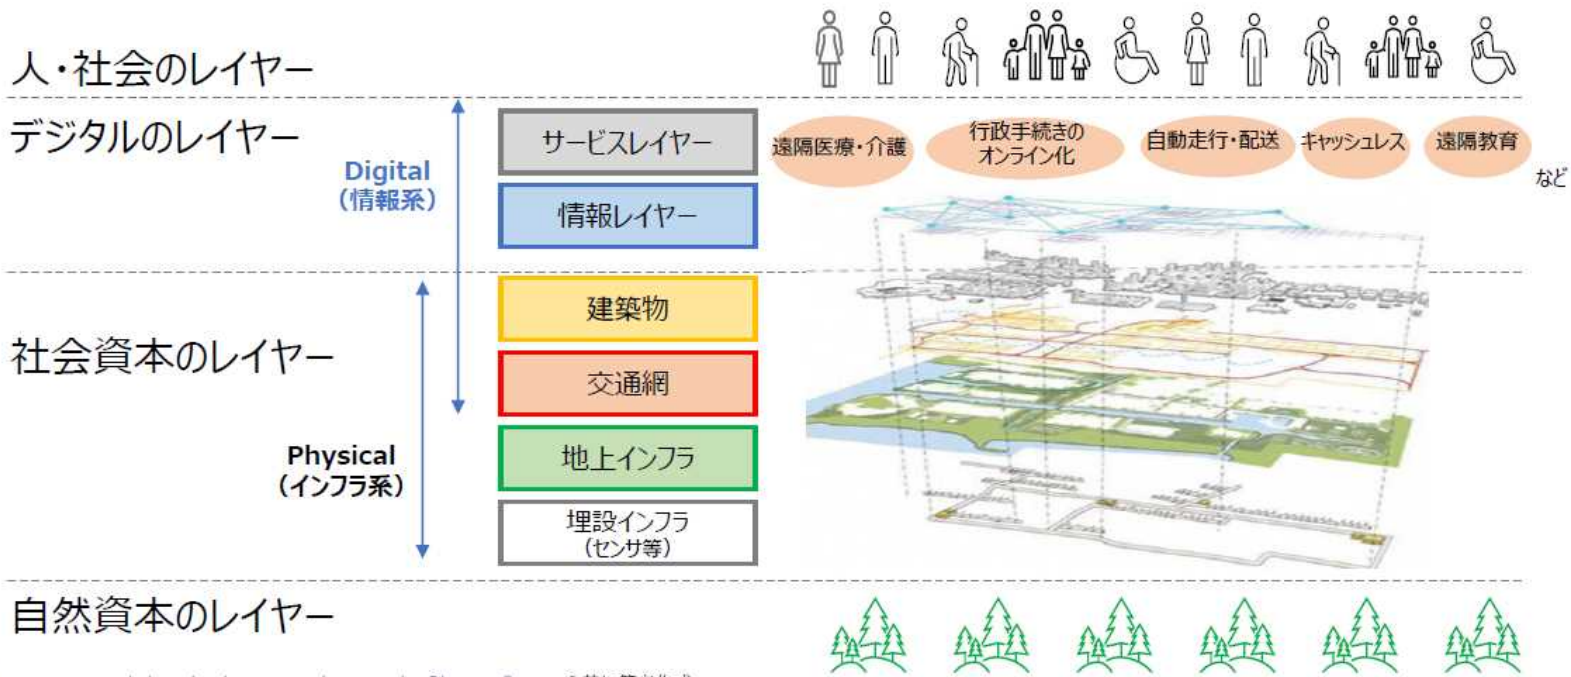 人・社会のレイヤー
デジタルのレイヤー
Digital
（情報系）
サービスレイヤー
情報レイヤー
遠隔医療・介護
行政手続きの
オンライン化
自動走行・配送
キャッシュレス
遠隔教育
など
社会資本のレイヤー
Physical
（インフラ系）
建築物
交通網
地上インフラ
埋設インフラ
（センサ等）
自然資本のレイヤー